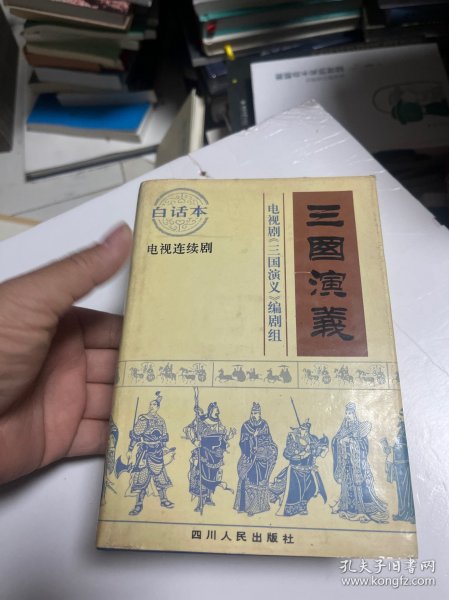 三国演義
电视剧《三国演义》编剧组
白话本
电视连续剧
四川人民出版社
孔夫子旧书网
www.kongfz.com